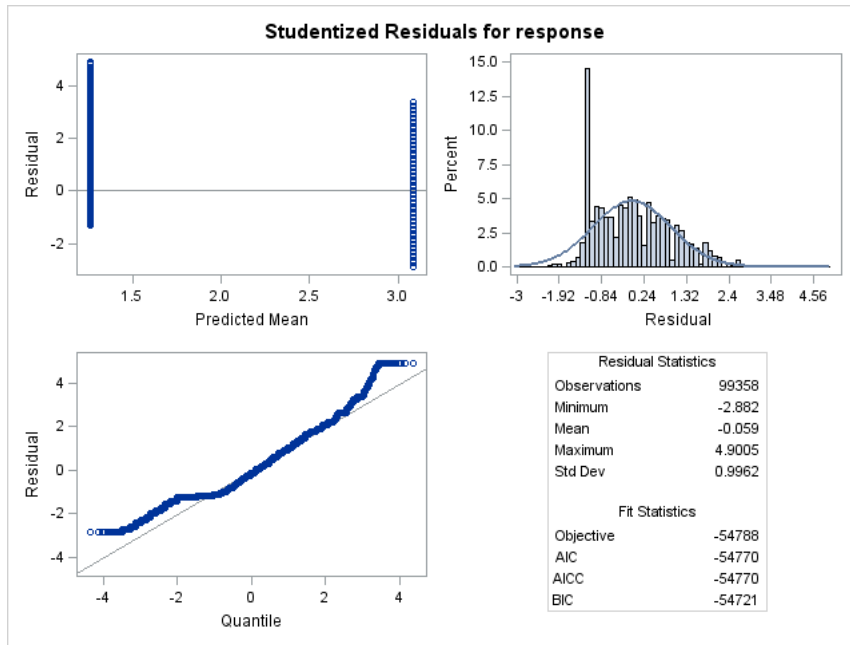 Studentized Residuals for response
Residual
4
2
0
-2
1.5 2.0 2.5 3.0
Predicted Mean
Percent
15.0
12.5
10.0
7.5
5.0
2.5
0.0
-3 -1.92 -0.84 0.24 1.32 2.4 3.48 4.56
Residual
Residual
4
2
0
-2
-4
-4 -2 0 2 4
Quantile
Residual Statistics
Observations 99358
Minimum -2.882
Mean -0.059
Maximum 4.9005
Std Dev 0.9962
Fit Statistics
Objective -54788
AIC -54770
AICC -54770
BIC -54721